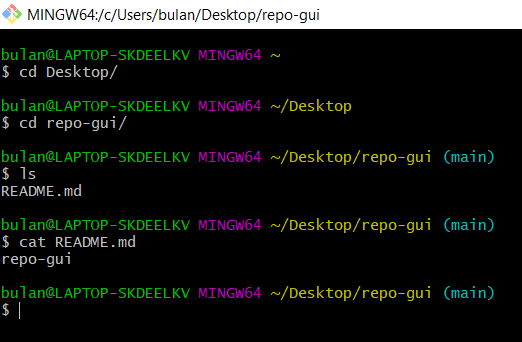 MINGW64:/c/Users/bulan/Desktop/repo-gui
bulan@LAPTOP-SKDEELKV MINGW64 ~
$ cd Desktop/
bulan@LAPTOP-SKDEELKV MINGW64 ~/Desktop
$ cd repo-gui/
bulan@LAPTOP-SKDEELKV MINGW64 ~/Desktop/repo-gui (main)
$ ls
README.md
bulan@LAPTOP-SKDEELKV MINGW64 ~/Desktop/repo-gui (main)
$ cat README.md
repo-gui
bulan@LAPTOP-SKDEELKV MINGW64 ~/Desktop/repo-gui (main)
$